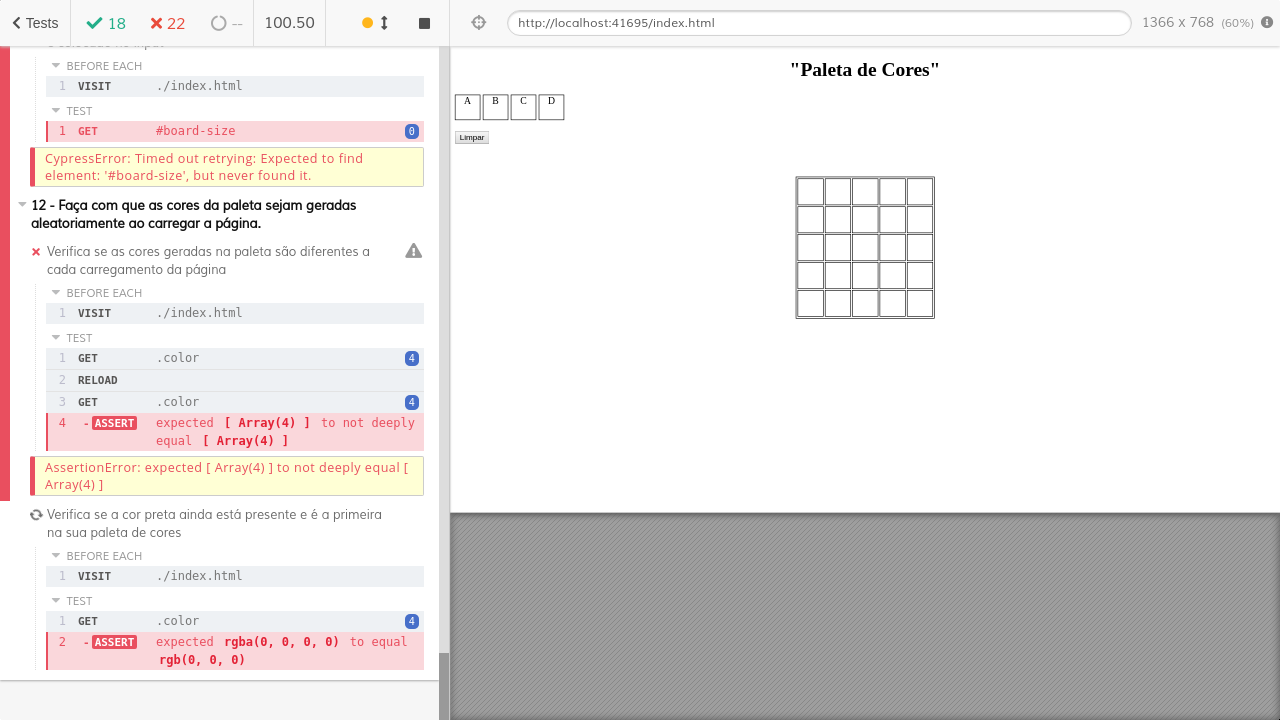 Tests
18
22
--
100.50
http://localhost:41695/index.html
1366 x 768 (60%)
BEFORE EACH
1 VISIT ./index.html
TEST
1 GET #board-size 0
CypressError: Timed out retrying: Expected to find
element: '#board-size', but never found it.
12 - Faça com que as cores da paleta sejam geradas
aleatoriamente ao carregar a página.
Verifica se as cores geradas na paleta são diferentes a
cada carregamento da página
BEFORE EACH
1 VISIT ./index.html
TEST
1 GET .color 4
2 RELOAD
3 GET .color 4
4 -ASSERT expected [ Array(4) ] to not deeply
equal [ Array(4) ]
AssertionError: expected [ Array(4) ] to not deeply equal [
Array(4) ]
Verifica se a cor preta ainda está presente e é a primeira
na sua paleta de cores
BEFORE EACH
1 VISIT ./index.html
TEST
1 GET .color 4
2 -ASSERT expected rgba(0, 0, 0, 0) to equal
rgb(0, 0, 0)
"Paleta de Cores"
A B C D
Limpar